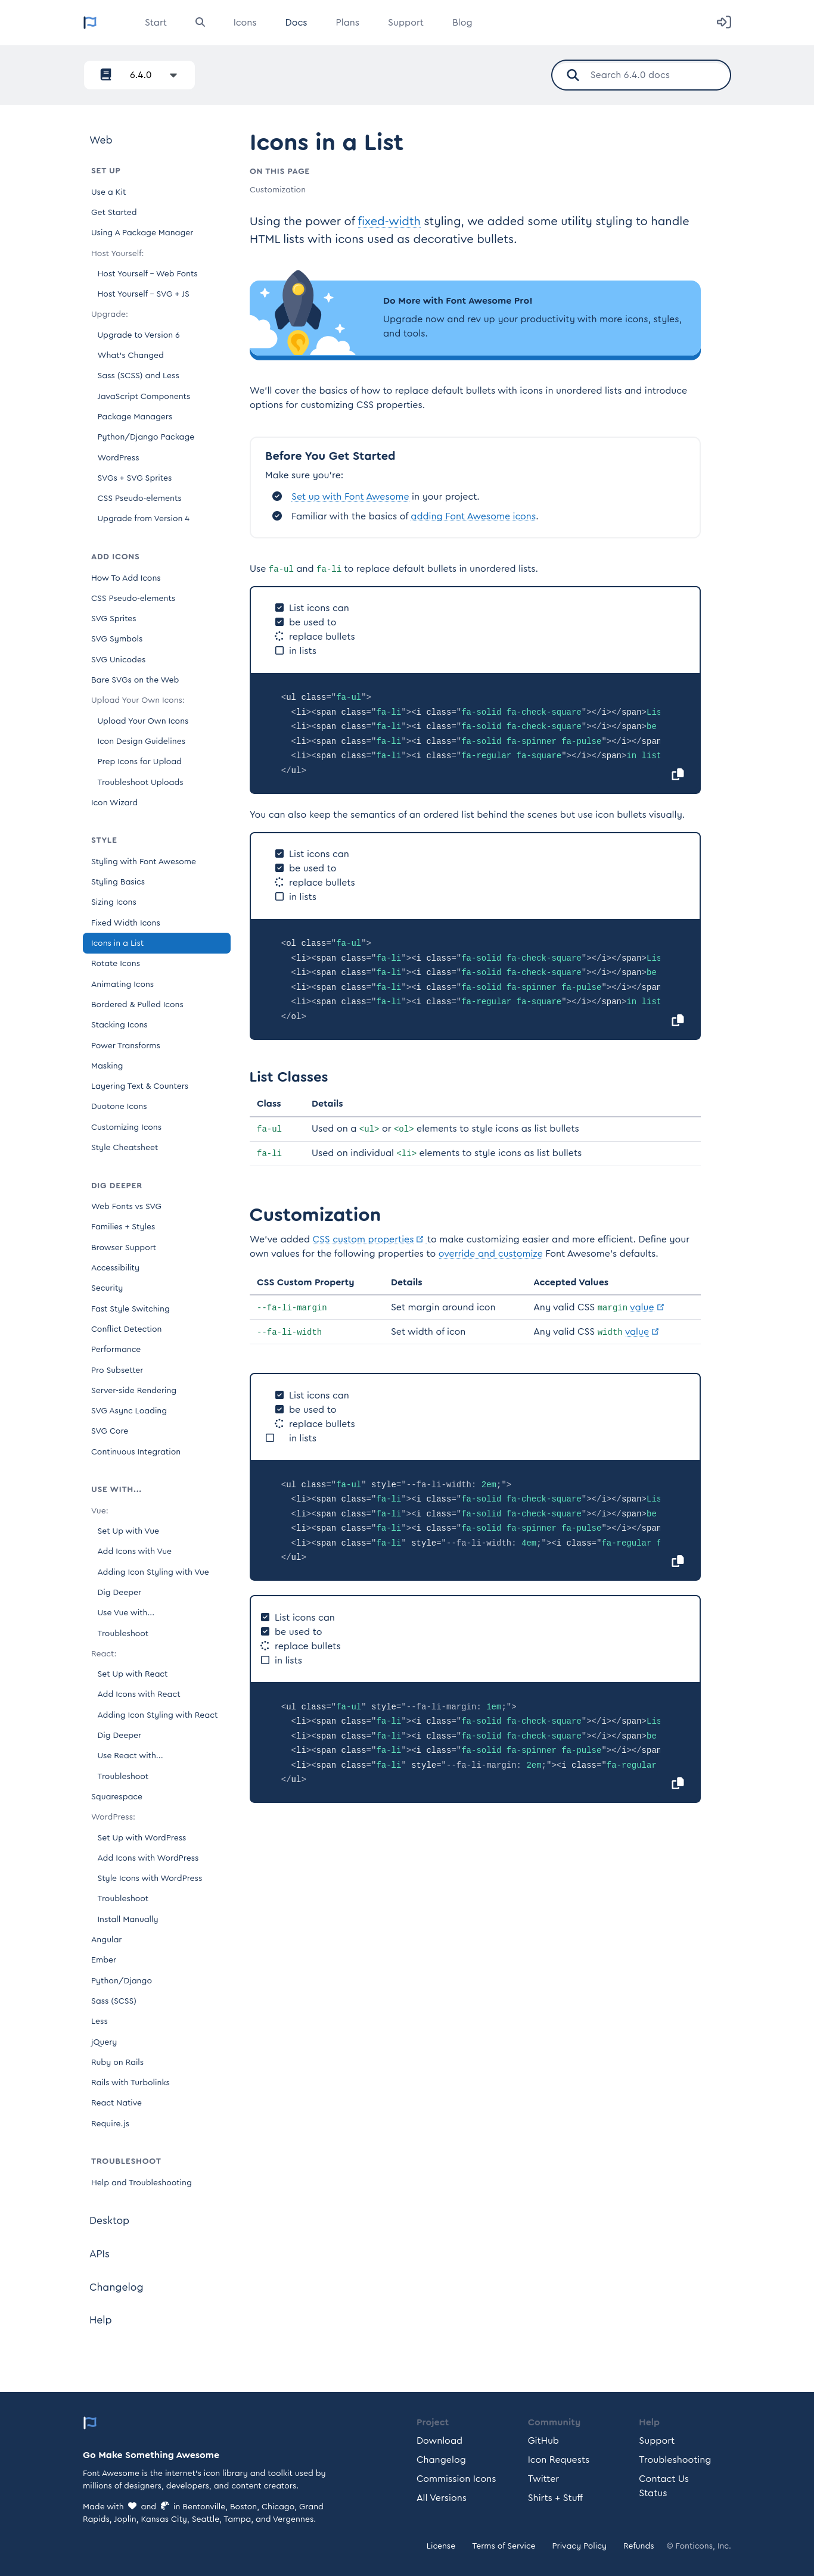 Start
Icons
Docs
Plans
Support
Blog
6.4.0
Search 6.4.0 docs
Web
SET UP
Use a Kit
Get Started
Using A Package Manager
Host Yourself:
Host Yourself – Web Fonts
Host Yourself – SVG + JS
Upgrade:
Upgrade to Version 6
What's Changed
Sass (SCSS) and Less
JavaScript Components
Package Managers
Python/Django Package
WordPress
SVGs + SVG Sprites
CSS Pseudo-elements
Upgrade from Version 4
ADD ICONS
How To Add Icons
CSS Pseudo-elements
SVG Sprites
SVG Symbols
SVG Unicodes
Bare SVGs on the Web
Upload Your Own Icons:
Upload Your Own Icons
Icon Design Guidelines
Prep Icons for Upload
Troubleshoot Uploads
Icon Wizard
STYLE
Styling with Font Awesome
Styling Basics
Sizing Icons
Fixed Width Icons
Icons in a List
Rotate Icons
Animating Icons
Bordered & Pulled Icons
Stacking Icons
Power Transforms
Masking
Layering Text & Counters
Duotone Icons
Customizing Icons
Style Cheatsheet
DIG DEEPER
Web Fonts vs SVG
Families + Styles
Browser Support
Accessibility
Security
Fast Style Switching
Conflict Detection
Performance
Pro Subsetter
Server-side Rendering
SVG Async Loading
SVG Core
Continuous Integration
USE WITH...
Vue:
Set Up with Vue
Add Icons with Vue
Adding Icon Styling with Vue
Dig Deeper
Use Vue with...
Troubleshoot
React:
Set Up with React
Add Icons with React
Adding Icon Styling with React
Dig Deeper
Use React with...
Troubleshoot
Squarespace
WordPress:
Set Up with WordPress
Add Icons with WordPress
Style Icons with WordPress
Troubleshoot
Install Manually
Angular
Ember
Python/Django
Sass (SCSS)
Less
jQuery
Ruby on Rails
Rails with Turbolinks
React Native
Require.js
TROUBLESHOOT
Help and Troubleshooting
Desktop
APIs
Changelog
Help
Icons in a List
ON THIS PAGE
Customization
Using the power of fixed-width styling, we added some utility styling to handle
HTML lists with icons used as decorative bullets.
Do More with Font Awesome Pro!
Upgrade now and rev up your productivity with more icons, styles,
and tools.
We'll cover the basics of how to replace default bullets with icons in unordered lists and introduce
options for customizing CSS properties.
Before You Get Started
Make sure you're:
Set up with Font Awesome in your project.
Familiar with the basics of adding Font Awesome icons.
Use fa-ul and fa-li to replace default bullets in unordered lists.
List icons can
be used to
replace bullets
in lists
<ul class="fa-ul">
<li><span class="fa-li"><i class="fa-solid fa-check-square"></i></span>Lis
<li><span class="fa-li"><i class="fa-solid fa-check-square"></i></span>be
<li><span class="fa-li"><i class="fa-solid fa-spinner fa-pulse"></i></span
<li><span class="fa-li"><i class="fa-regular fa-square"></i></span>in list
</ul>
You can also keep the semantics of an ordered list behind the scenes but use icon bullets visually.
List icons can
be used to
replace bullets
in lists
<ol class="fa-ul">
<li><span class="fa-li"><i class="fa-solid fa-check-square"></i></span>Lis
<li><span class="fa-li"><i class="fa-solid fa-check-square"></i></span>be
<li><span class="fa-li"><i class="fa-solid fa-spinner fa-pulse"></i></span
<li><span class="fa-li"><i class="fa-regular fa-square"></i></span>in list
</ol>
List Classes
Class Details
fa-ul Used on a <ul> or <ol> elements to style icons as list bullets
fa-li Used on individual <li> elements to style icons as list bullets
Customization
We've added CSS custom properties to make customizing easier and more efficient. Define your
own values for the following properties to override and customize Font Awesome's defaults.
CSS Custom Property Details Accepted Values
--fa-li-margin Set margin around icon Any valid CSS margin value
--fa-li-width Set width of icon Any valid CSS width value
List icons can
be used to
replace bullets
in lists
<ul class="fa-ul" style="--fa-li-width: 2em;">
<li><span class="fa-li"><i class="fa-solid fa-check-square"></i></span>Lis
<li><span class="fa-li"><i class="fa-solid fa-check-square"></i></span>be
<li><span class="fa-li"><i class="fa-solid fa-spinner fa-pulse"></i></span
<li><span class="fa-li" style="--fa-li-width: 4em;"><i class="fa-regular f
</ul>
List icons can
be used to
replace bullets
in lists
<ul class="fa-ul" style="--fa-li-margin: 1em;">
<li><span class="fa-li"><i class="fa-solid fa-check-square"></i></span>Lis
<li><span class="fa-li"><i class="fa-solid fa-check-square"></i></span>be
<li><span class="fa-li"><i class="fa-solid fa-spinner fa-pulse"></i></span
<li><span class="fa-li" style="--fa-li-margin: 2em;"><i class="fa-regular
</ul>
Go Make Something Awesome
Font Awesome is the internet's icon library and toolkit used by
millions of designers, developers, and content creators.
Made with and in Bentonville, Boston, Chicago, Grand
Rapids, Joplin, Kansas City, Seattle, Tampa, and Vergennes.
Project
Download
Changelog
Commission Icons
All Versions
Community
GitHub
Icon Requests
Twitter
Shirts + Stuff
Help
Support
Troubleshooting
Contact Us
Status
License
Terms of Service
Privacy Policy
Refunds
© Fonticons, Inc.